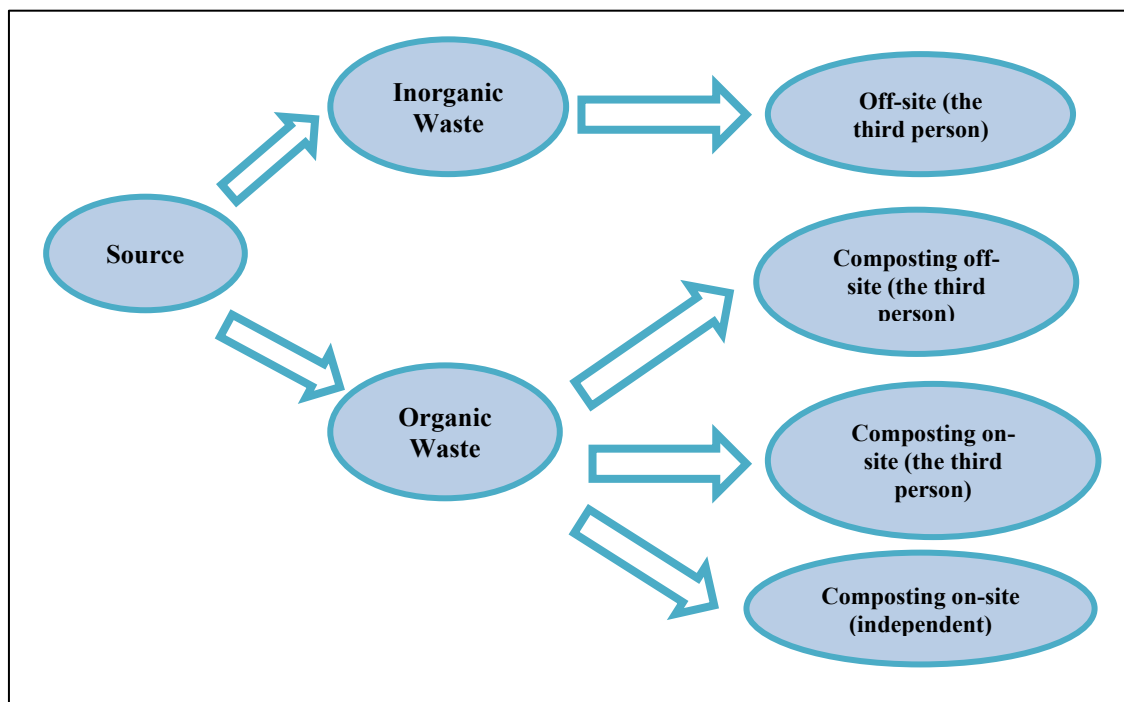 Inorganic
Waste
Off-site (the
third person)
Source
Composting off-
site (the third
person)
Organic
Waste
Composting on-
site (the third
person)
Composting on-site
(independent)